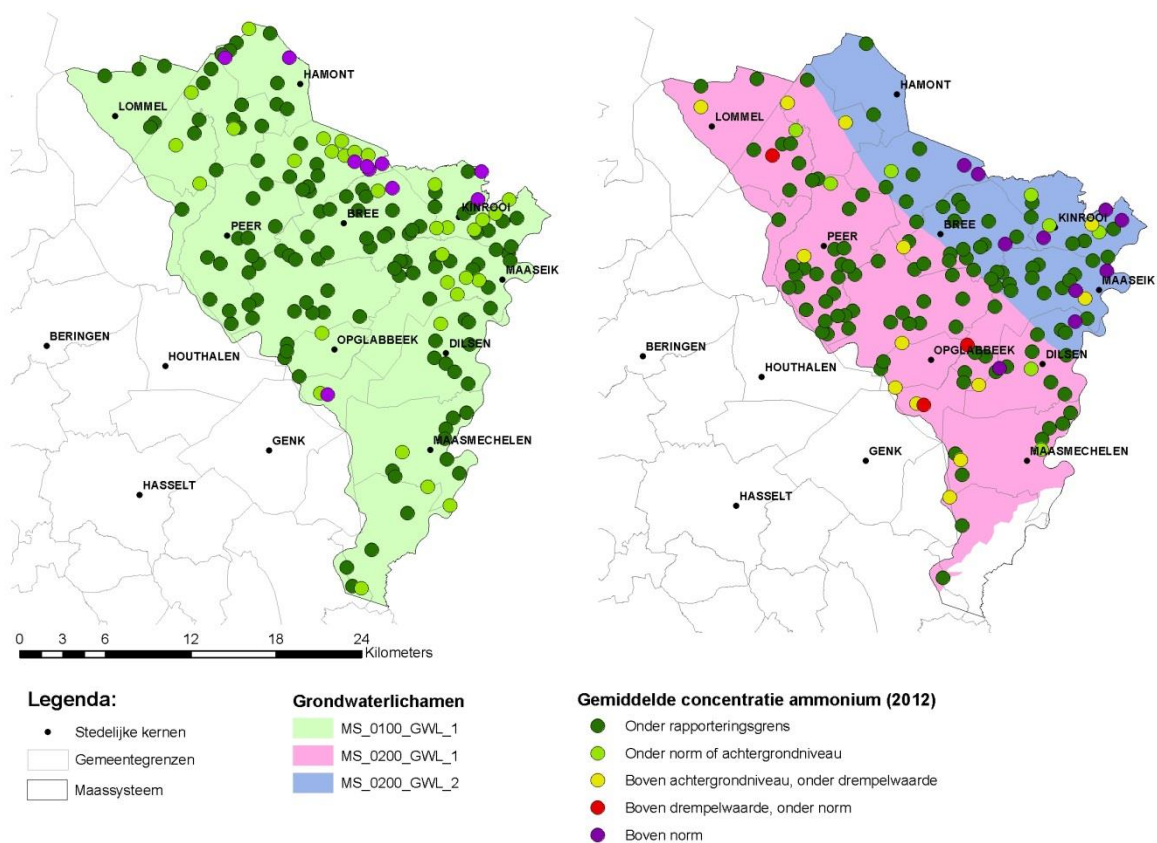 HAMONT
LOMMEL
KINROOI
BREE
PEER
MAASEIK
BERINGEN
OPGLABBEEK
DILSEN
HOUTHALEN
GENK
MAASMECHELEN
HASSELT
HAMONT
LOMMEL
KINROOI
BREE
PEER
MAASEIK
BERINGEN
OPGLABBEEK
DILSEN
HOUTHALEN
GENK
MAASMECHELEN
HASSELT
0 3 6 12 18 24
Kilometers
Legenda:
Stedelijke kernen
Gemeentegrenzen
Maassysteem
Grondwaterlichamen
MS_0100_GWL_1
MS_0200_GWL_1
MS_0200_GWL_2
Gemiddelde concentratie ammonium (2012)
Onder rapporteringsgrens
Onder norm of achtergrondniveau
Boven achtergrondniveau, onder drempelwaarde
Boven drempelwaarde, onder norm
Boven norm